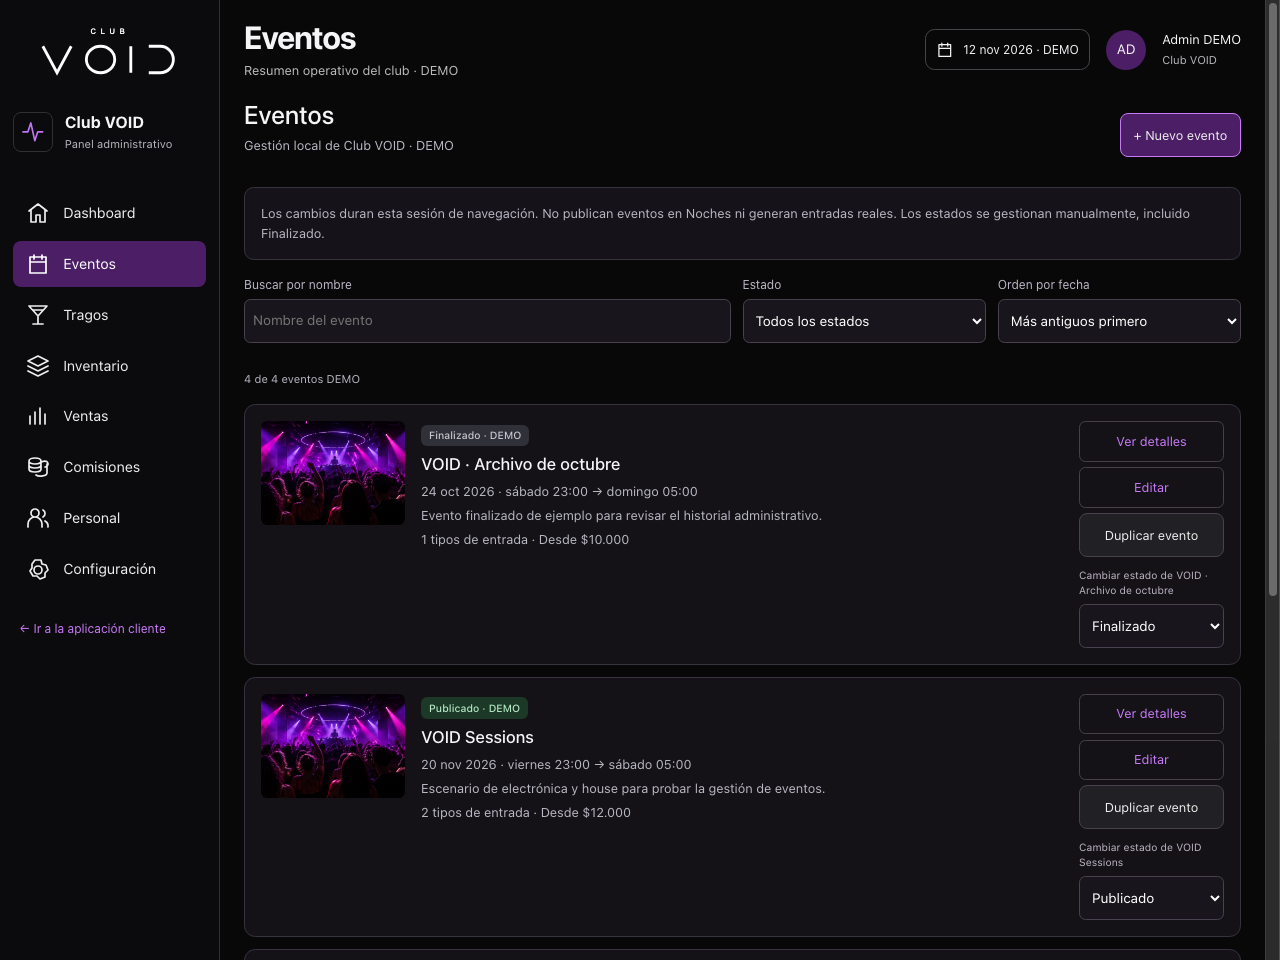 CLUB
VOID
Club VOID
Panel administrativo
Dashboard
Eventos
Tragos
Inventario
Ventas
Comisiones
Personal
Configuración
← Ir a la aplicación cliente
Eventos
Resumen operativo del club · DEMO
12 nov 2026 · DEMO
AD
Admin DEMO
Club VOID
Eventos
Gestión local de Club VOID · DEMO
+ Nuevo evento
Los cambios duran esta sesión de navegación. No publican eventos en Noches ni generan entradas reales. Los estados se gestionan manualmente, incluido
Finalizado.
Buscar por nombre
Nombre del evento
Estado
Todos los estados
Orden por fecha
Más antiguos primero
4 de 4 eventos DEMO
Finalizado · DEMO
VOID · Archivo de octubre
24 oct 2026 · sábado 23:00 → domingo 05:00
Evento finalizado de ejemplo para revisar el historial administrativo.
1 tipos de entrada · Desde $10.000
Ver detalles
Editar
Duplicar evento
Cambiar estado de VOID ·
Archivo de octubre
Finalizado
Publicado · DEMO
VOID Sessions
20 nov 2026 · viernes 23:00 → sábado 05:00
Escenario de electrónica y house para probar la gestión de eventos.
2 tipos de entrada · Desde $12.000
Ver detalles
Editar
Duplicar evento
Cambiar estado de VOID
Sessions
Publicado